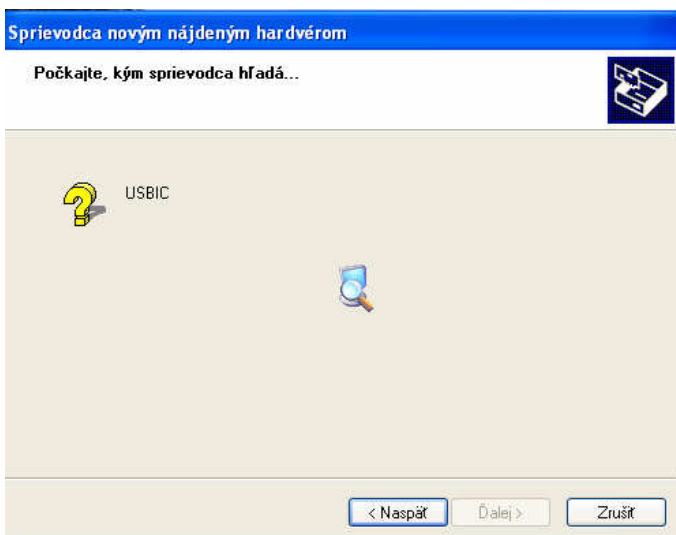 Sprievodca novým nájdeným hardvérom
Počkajte, kým sprievodca hľadá...
USBIC
< Naspäť
Ďalej >
Zrušiť